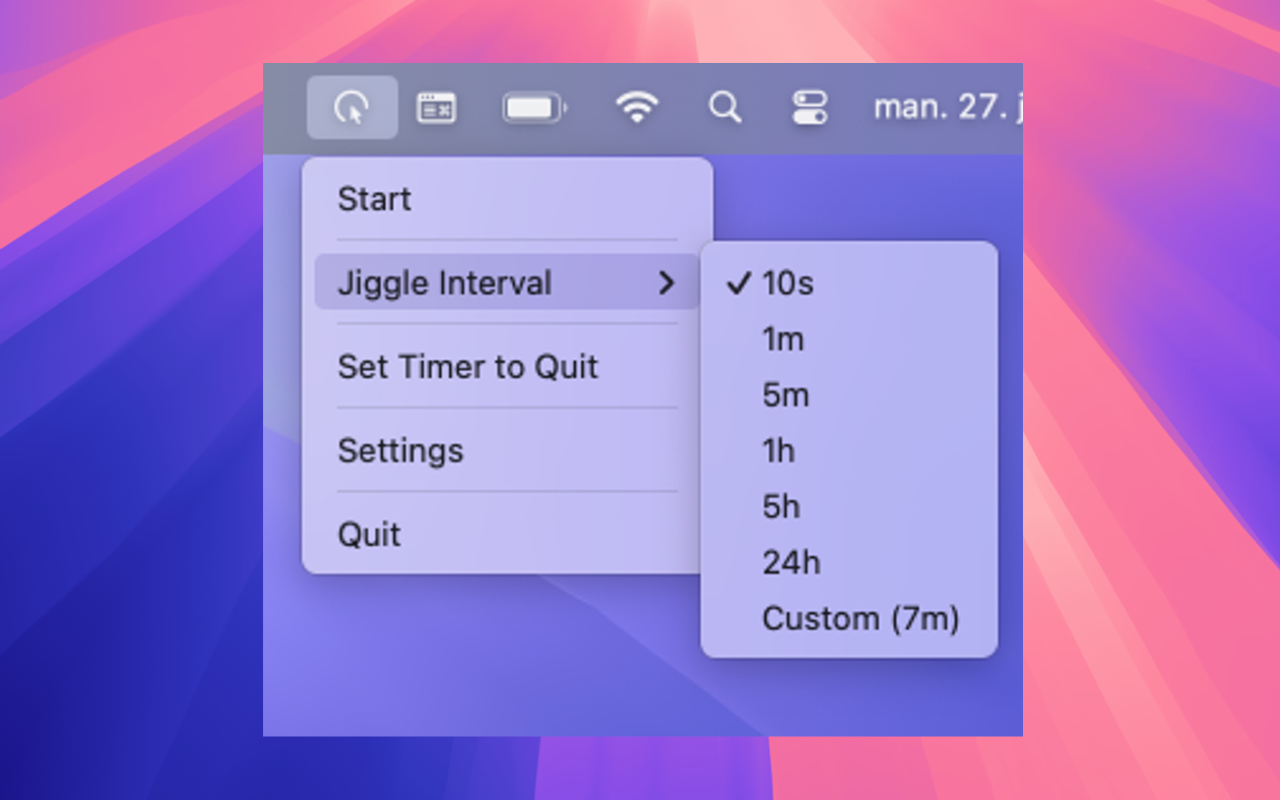 man. 27. j
Start
Jiggle Interval
Set Timer to Quit
Settings
Quit
10s
1m
5m
1h
5h
24h
Custom (7m)